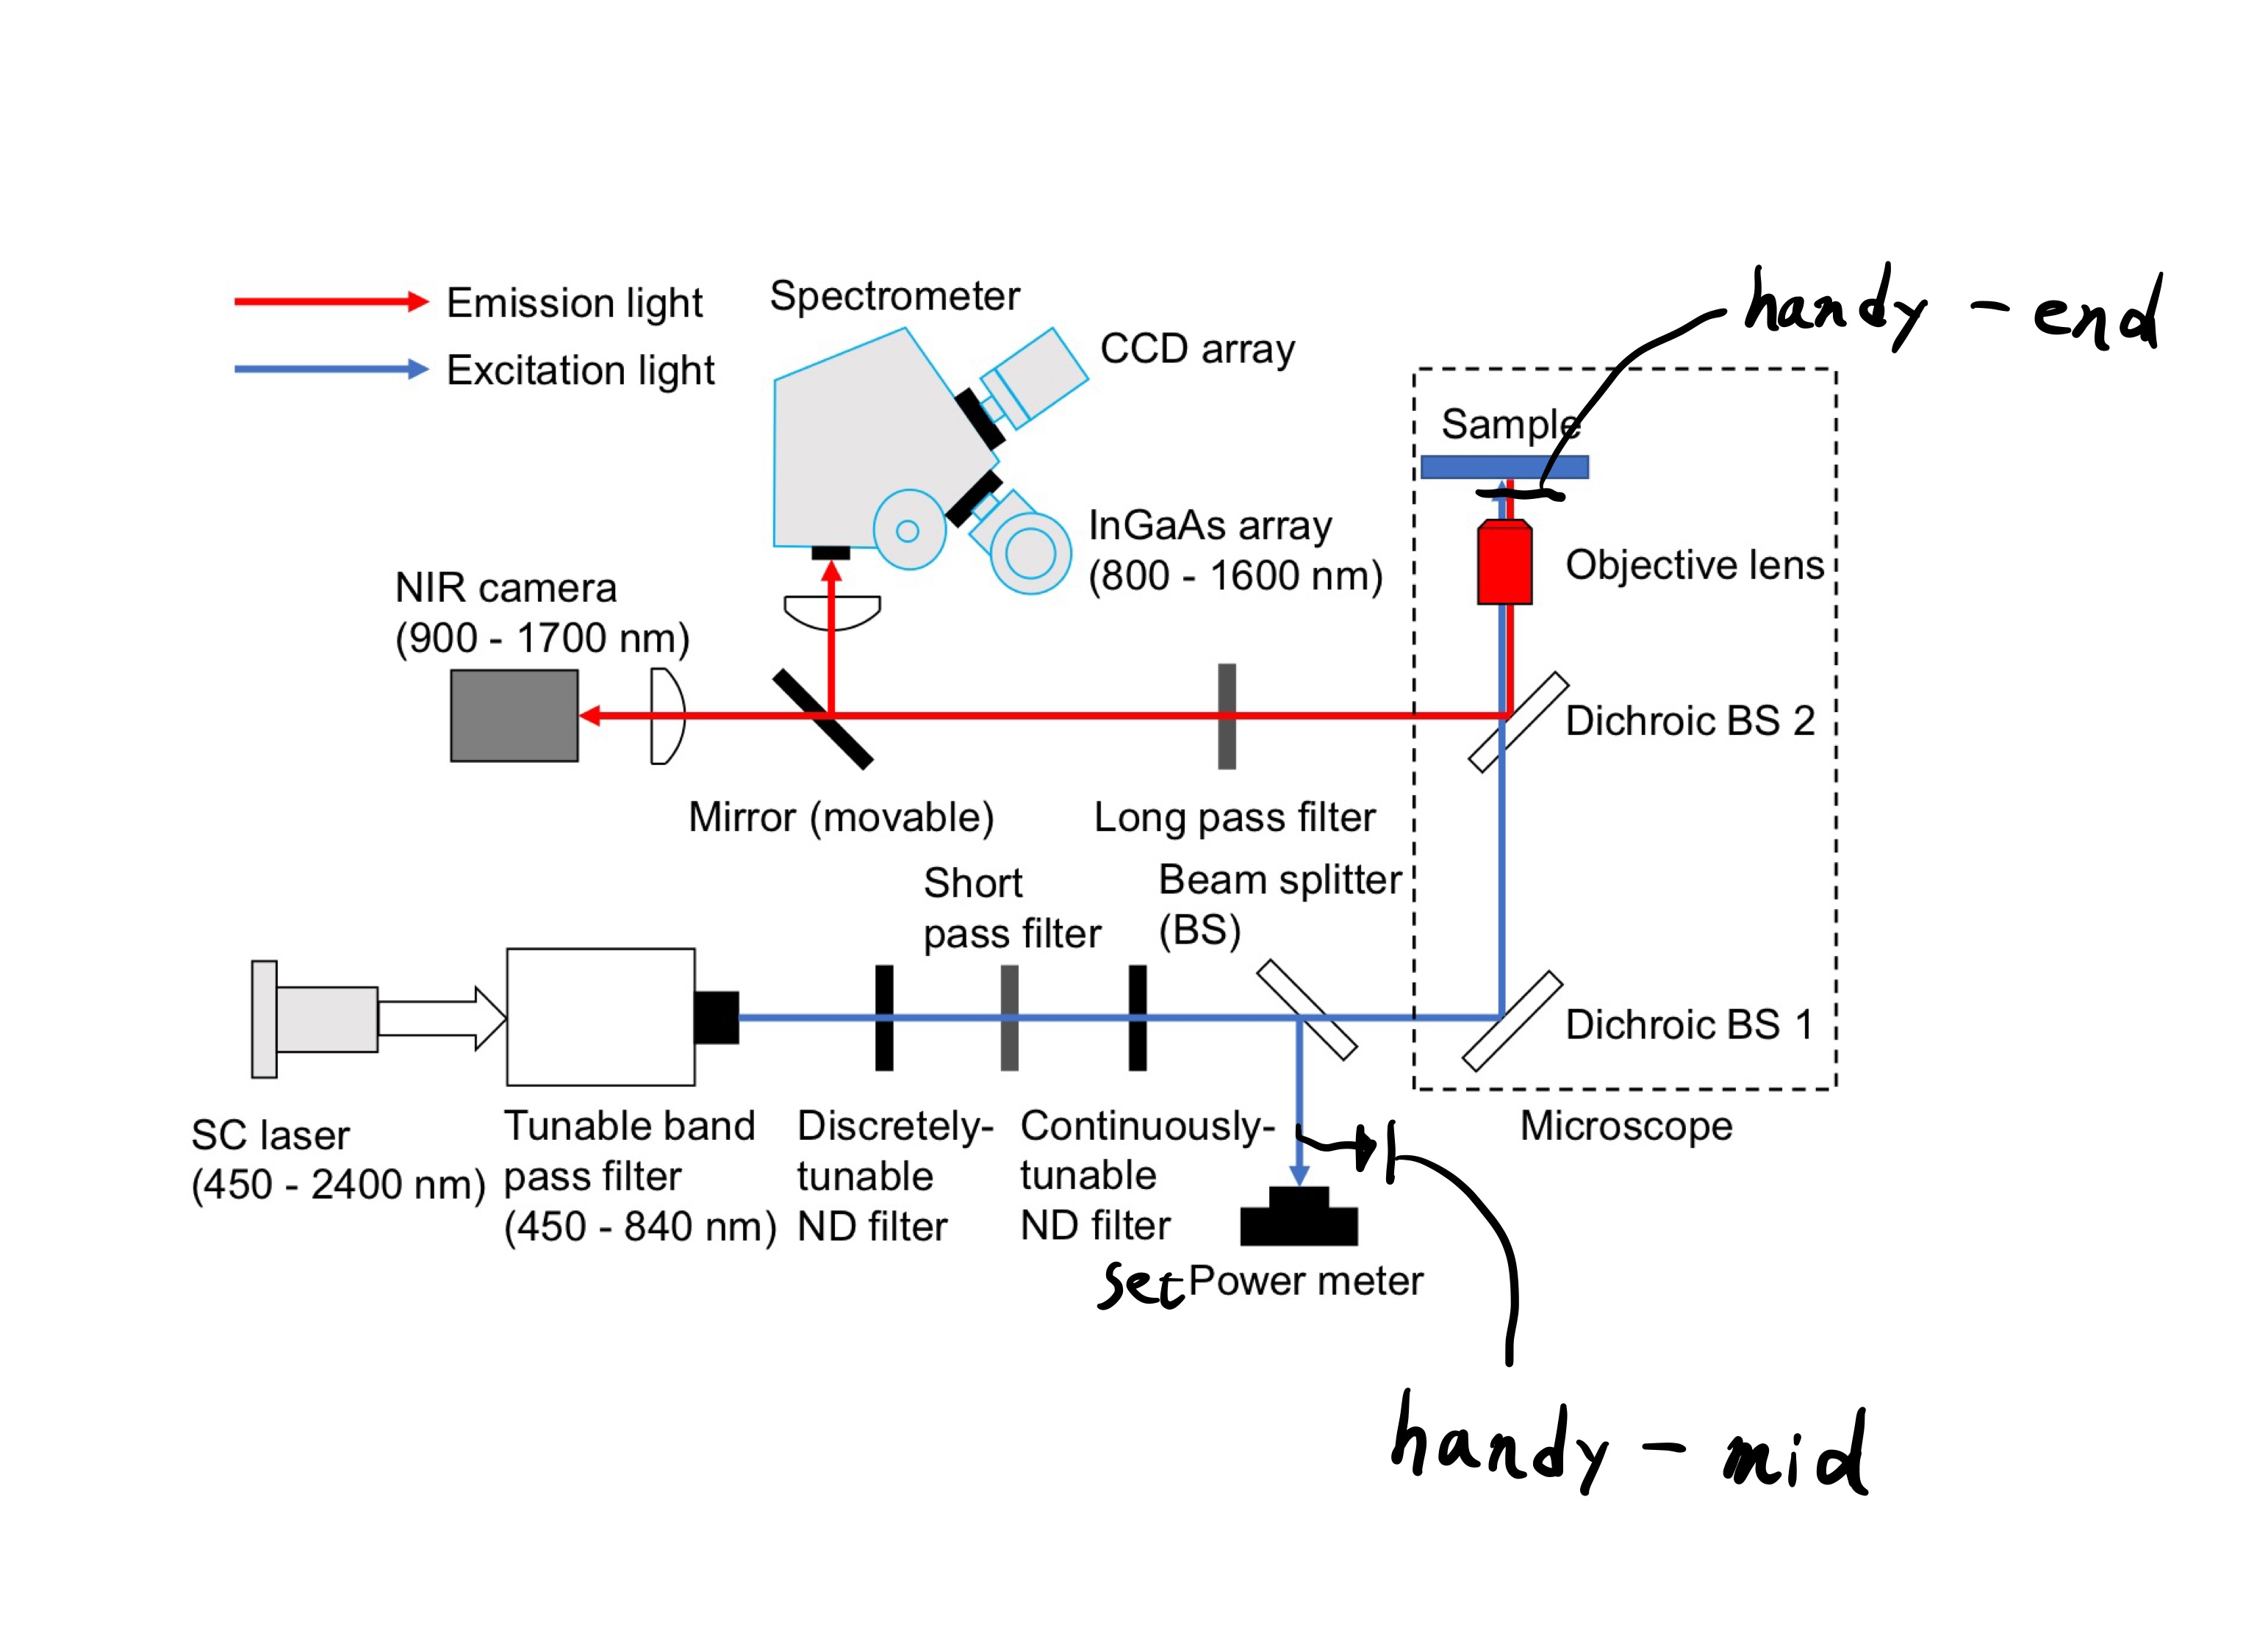 Emission light
Excitation light
Spectrometer
CCD array
handy - end
Sample
InGaAs array
(800 - 1600 nm)
Objective lens
NIR camera
(900 - 1700 nm)
Dichroic BS 2
Mirror (movable)
Long pass filter
Short
pass filter
Beam splitter
(BS)
Dichroic BS 1
SC laser
(450 - 2400 nm)
Tunable band
pass filter
(450 - 840 nm)
Discretely-
tunable
ND filter
Continuously-
tunable
ND filter
Microscope
set Power meter
handy - mid